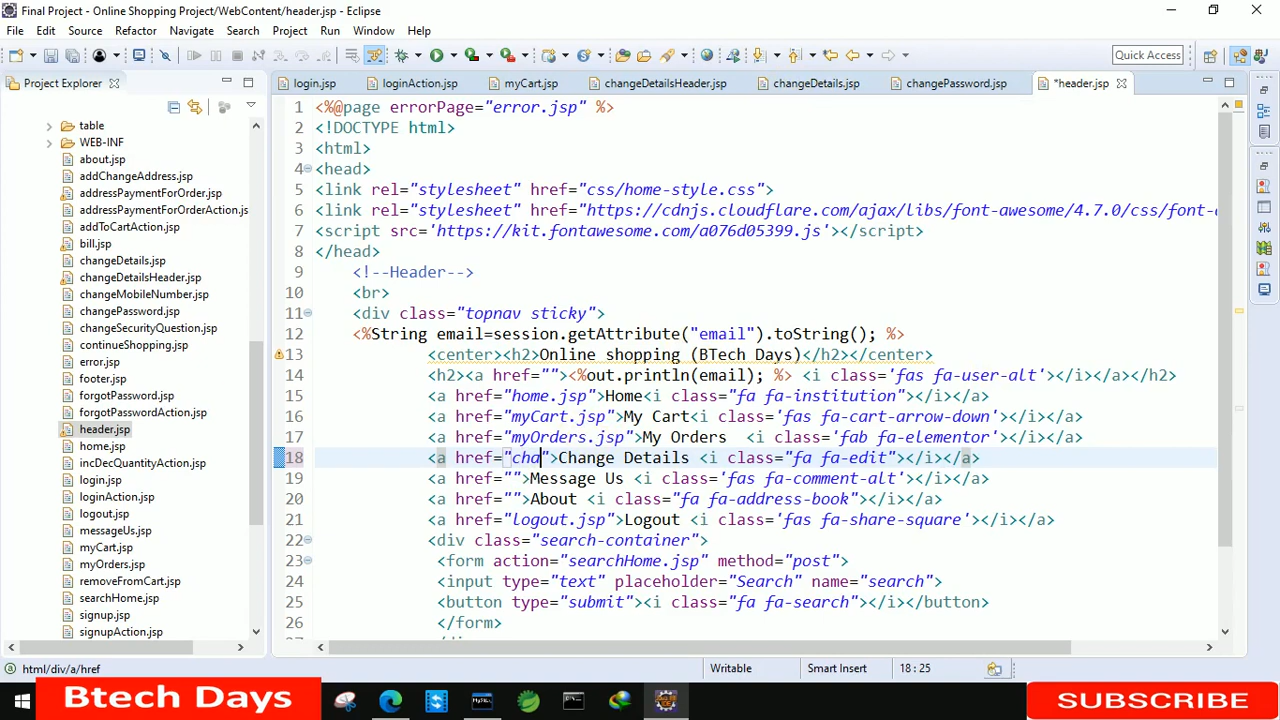 Final Project - Online Shopping Project/WebContent/header.jsp - Eclipse
File Edit Source Refactor Navigate Search Project Run Window Help
Quick Access
Project Explorer
login.jsp loginAction.jsp myCart.jsp changeDetailsHeader.jsp changeDetails.jsp changePassword.jsp *header.jsp
table
WEB-INF
about.jsp
addChangeAddress.jsp
addressPaymentForOrder.jsp
addressPaymentForOrderAction.js
addToCartAction.jsp
bill.jsp
changeDetails.jsp
changeDetailsHeader.jsp
changeMobileNumber.jsp
changePassword.jsp
changeSecurityQuestion.jsp
continueShopping.jsp
error.jsp
footer.jsp
forgotPassword.jsp
forgotPasswordAction.jsp
header.jsp
home.jsp
incDecQuantityAction.jsp
login.jsp
loginAction.jsp
logout.jsp
messageUs.jsp
myCart.jsp
myOrders.jsp
removeFromCart.jsp
searchHome.jsp
signup.jsp
signupAction.jsp
1 <%@page errorPage="error.jsp" %>
2 <!DOCTYPE html>
3 <html>
4 <head>
5 <link rel="stylesheet" href="css/home-style.css">
6 <link rel="stylesheet" href="https://cdnjs.cloudflare.com/ajax/libs/font-awesome/4.7.0/css/font-a
7 <script src='https://kit.fontawesome.com/a076d05399.js'></script>
8 </head>
9 <!--Header-->
10 <br>
11 <div class="topnav sticky">
12 <%String email=session.getAttribute("email").toString(); %>
13 <center><h2>Online shopping (BTech Days)</h2></center>
14 <h2><a href=""><%out.println(email); %> <i class='fas fa-user-alt'></i></a></h2>
15 <a href="home.jsp">Home<i class="fa fa-institution"></i></a>
16 <a href="myCart.jsp">My Cart<i class='fas fa-cart-arrow-down'></i></a>
17 <a href="myOrders.jsp">My Orders <i class='fab fa-elementor'></i></a>
18 <a href="cha">Change Details <i class="fa fa-edit"></i></a>
19 <a href="">Message Us <i class='fas fa-comment-alt'></i></a>
20 <a href="">About <i class="fa fa-address-book"></i></a>
21 <a href="logout.jsp">Logout <i class='fas fa-share-square'></i></a>
22 <div class="search-container">
23 <form action="searchHome.jsp" method="post">
24 <input type="text" placeholder="Search" name="search">
25 <button type="submit"><i class="fa fa-search"></i></button>
26 </form>
html/div/a/href
Writable Smart Insert 18 : 25
Btech Days
SUBSCRIBE